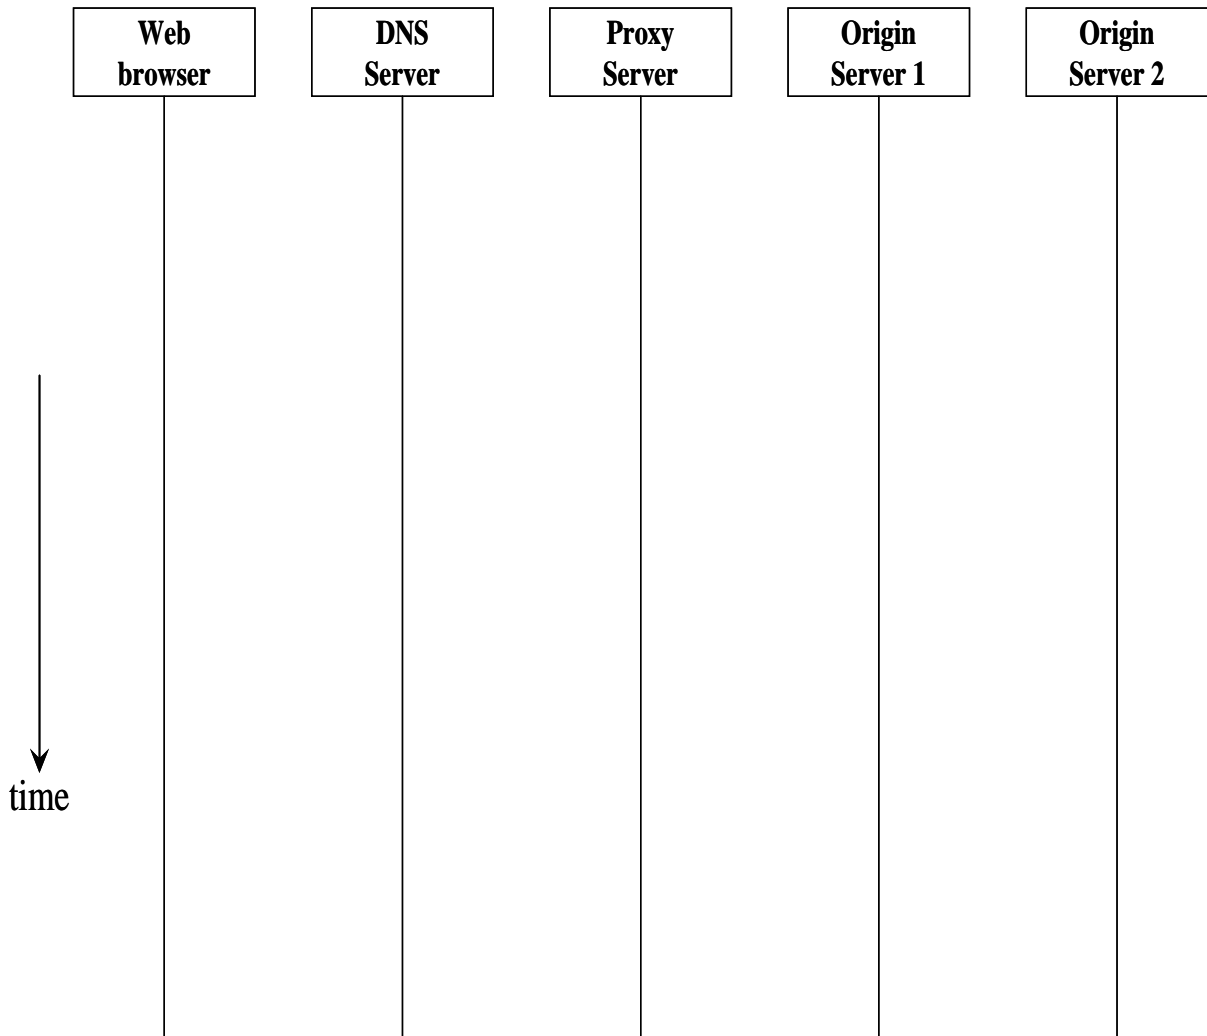 Web
browser
DNS
Server
Proxy
Server
Origin
Server 1
Origin
Server 2
time